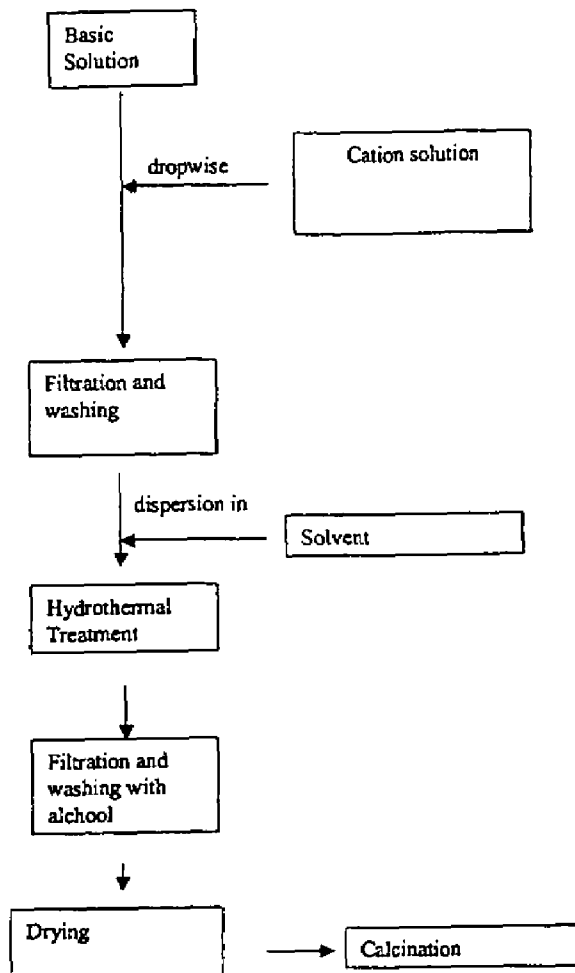 Basic
Solution
dropwise
Cation solution
Filtration and
washing
dispersion in
Solvent
Hydrothermal
Treatment
Filtration and
washing with
alchool
Drying
Calcination